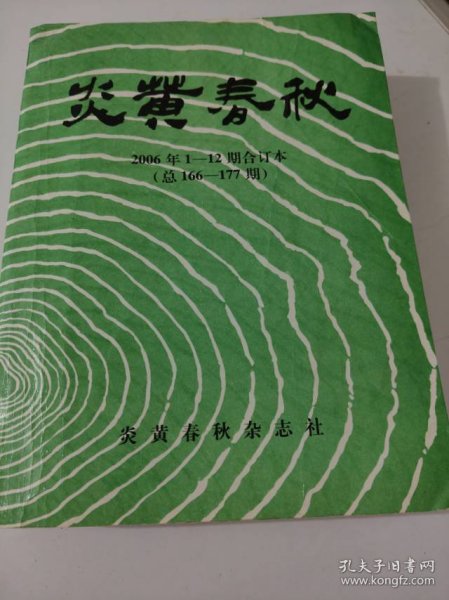 炎黄春秋
2006年1—12期合订本
（总166—177期）
炎黄春秋杂志社
孔夫子旧书网
www.kongfz.com